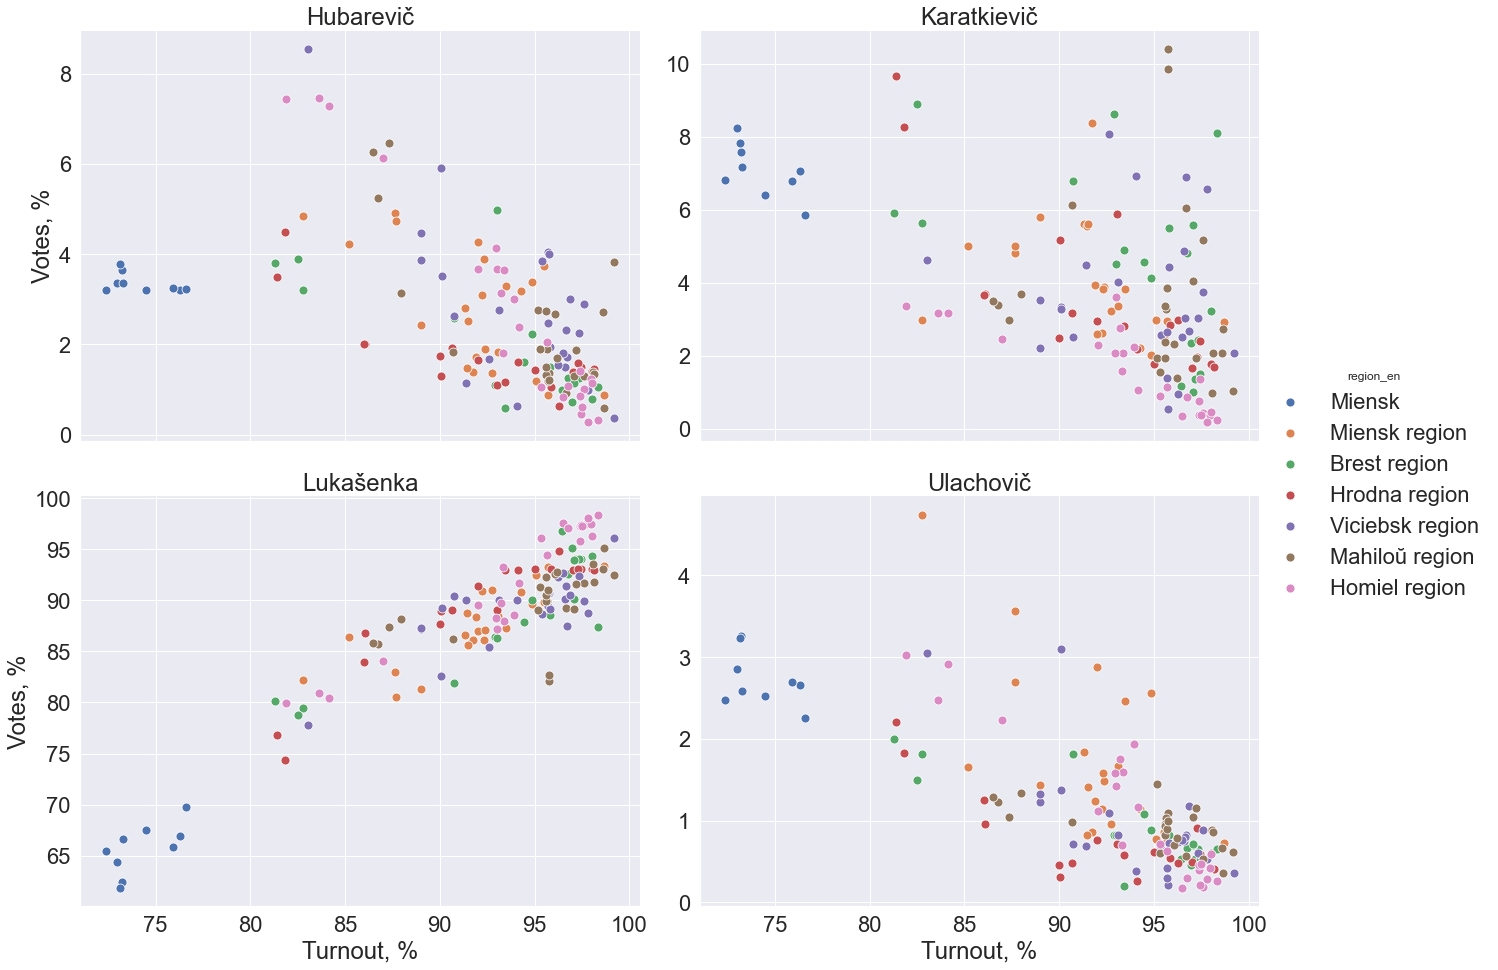 Hubarevič
Karatkievič
8
6
4
2
0
Votes, %
10
8
6
4
2
0
Lukašenka
Ulachovič
100
95
90
85
80
75
70
65
Votes, %
4
3
2
1
0
75 80 85 90 95 100
Turnout, %
75 80 85 90 95 100
Turnout, %
region_en
Miensk
Miensk region
Brest region
Hrodna region
Viciebsk region
Mahiloŭ region
Homiel region